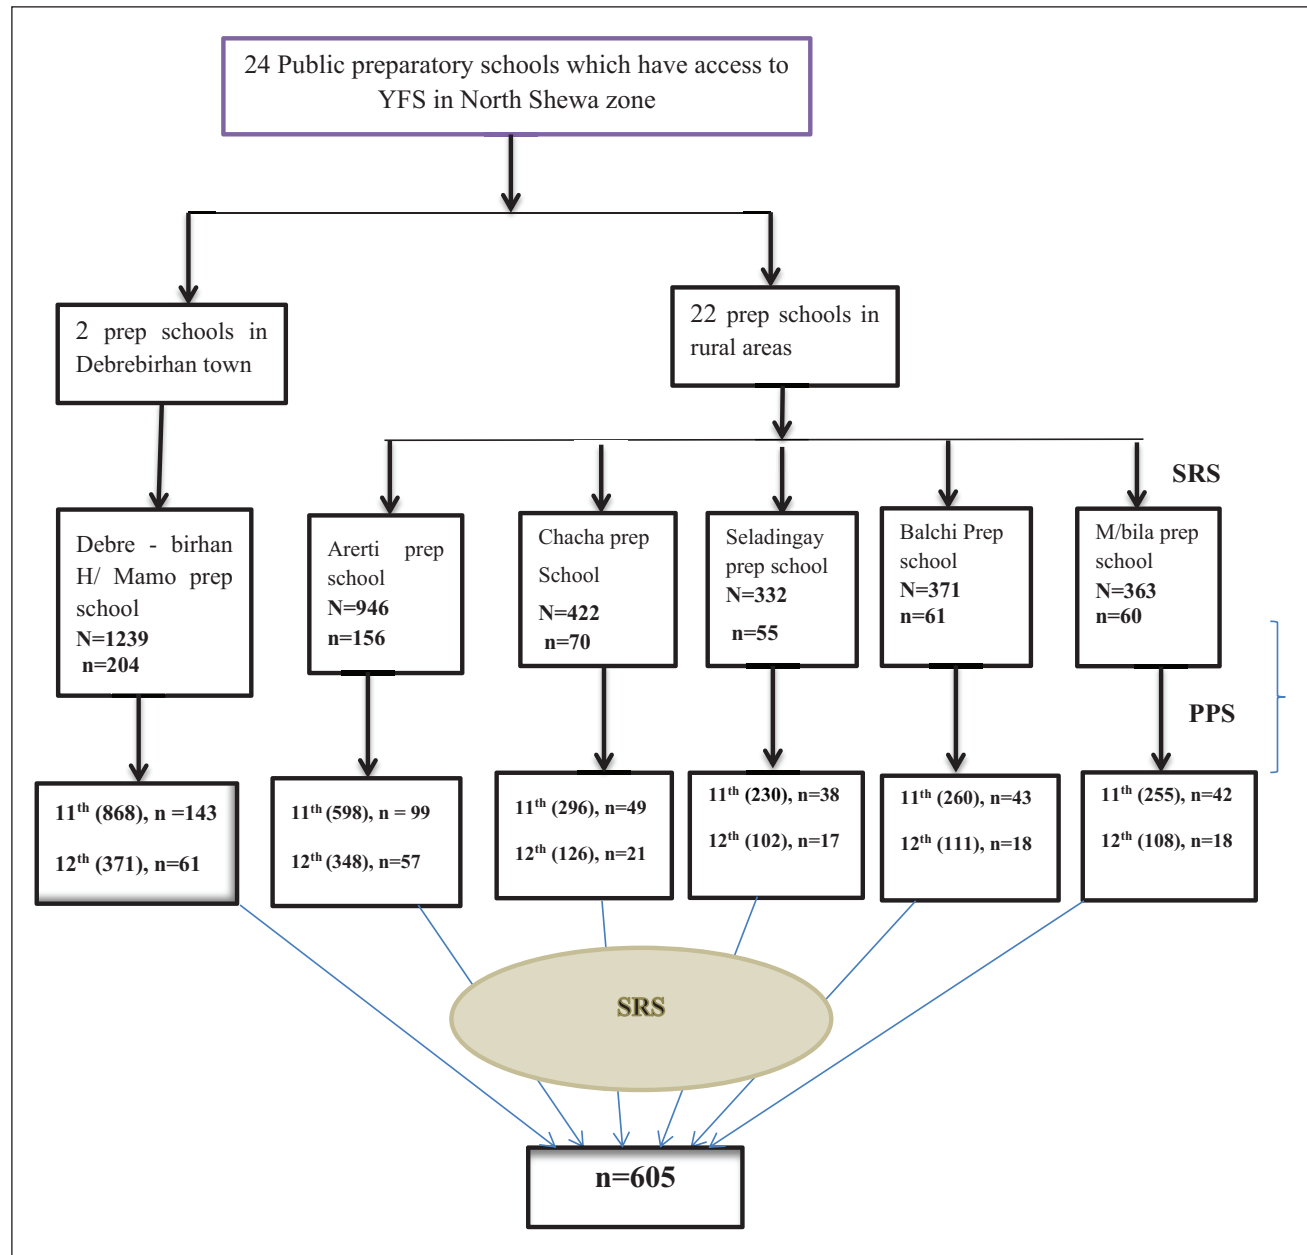 24 Public preparatory schools which have access to
YFS in North Shewa zone
2 prep schools in
Debrebirhan town
22 prep schools in
rural areas
SRS
Debre - birhan
H/ Mamo prep
school
N=1239
n=204
Arerti prep
school
N=946
n=156
Chacha prep
School
N=422
n=70
Seladingay
prep school
N=332
n=55
Balchi Prep
school
N=371
n=61
M/bila prep
school
N=363
n=60
PPS
11th (868), n =143
12th (371), n=61
11th (598), n = 99
12th (348), n=57
11th (296), n=49
12th (126), n=21
11th (230), n=38
12th (102), n=17
11th (260), n=43
12th (111), n=18
11th (255), n=42
12th (108), n=18
SRS
n=605